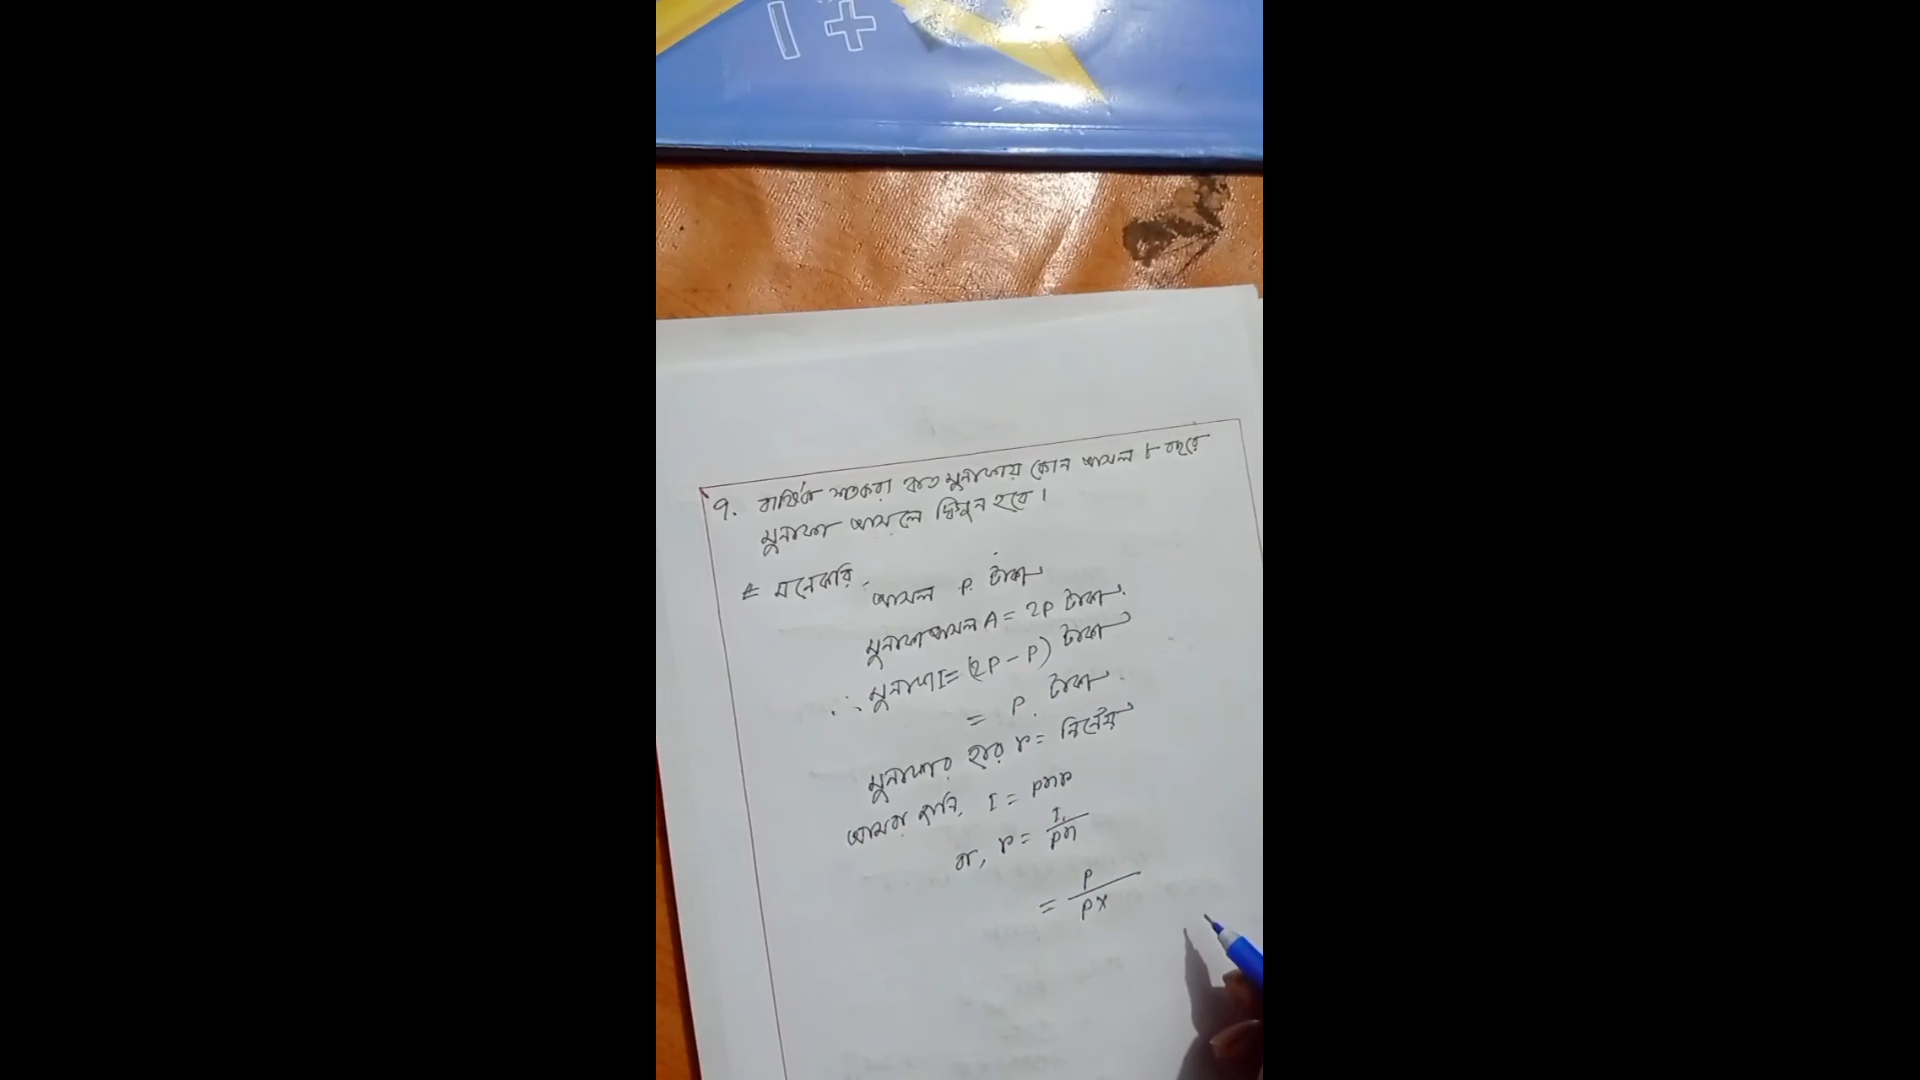 ৭. বার্ষিক শতকরা কত মুনাফায় কোন আসল ৮ বছরে
মুনাফা আসলে দ্বিগুন হবে।
মনেকরি,
আসল P. টাকা
মুনাফাআসল A = 2P টাকা.
∴ মুনাফা I = (2P - P) টাকা
= P. টাকা.
মুনাফার হার r = নির্নেয়
আমরা জানি, I = pnr
বা, r = I/pn
= P/P×